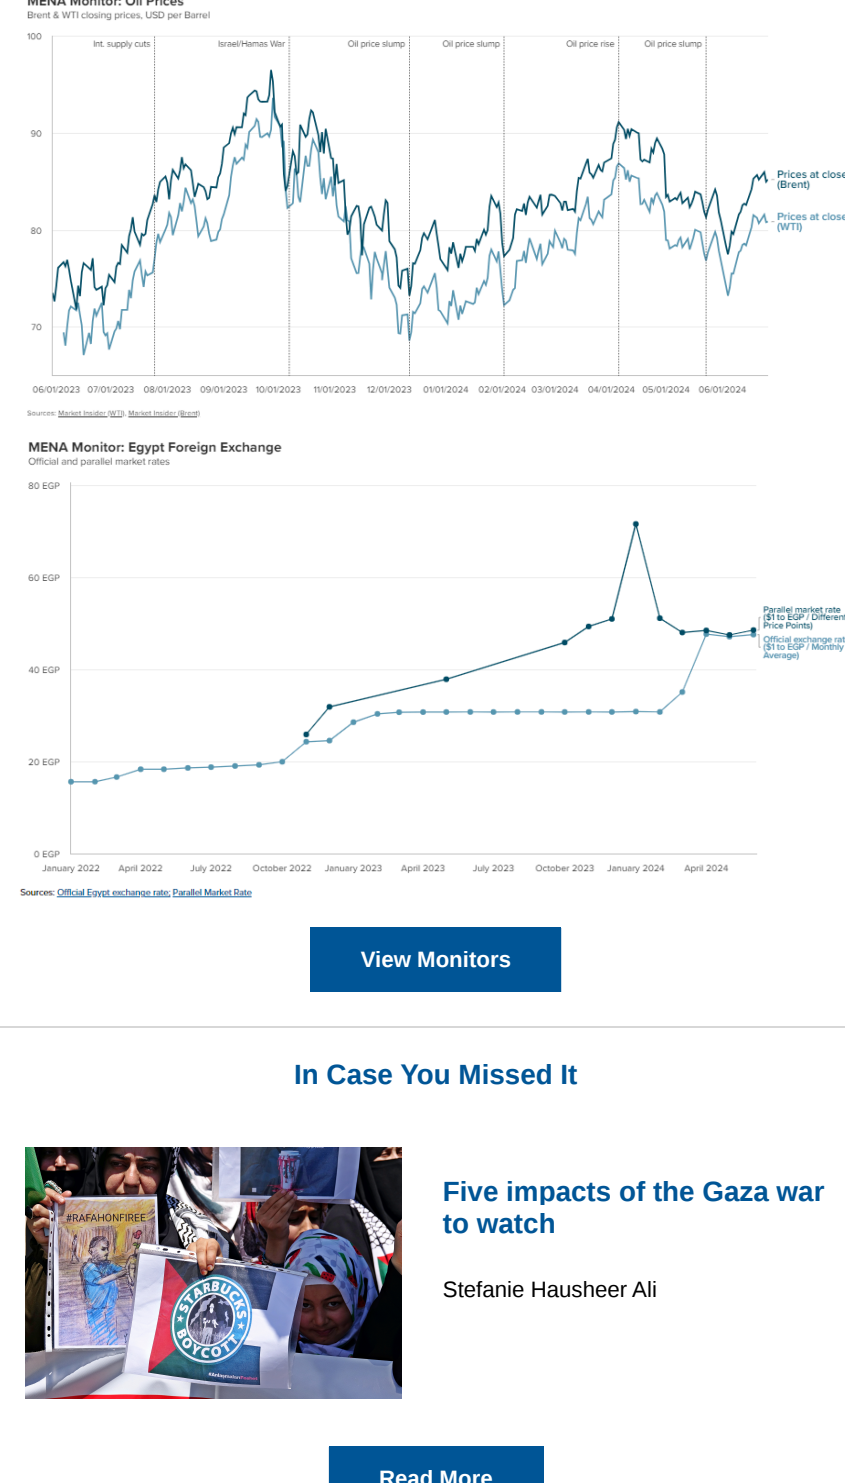 MENA Monitor: Oil Prices
Brent & WTI closing prices, USD per Barrel
100
Int. supply cuts
Israel/Hamas War
Oil price slump
Oil price slump
Oil price rise
Oil price slump
90
Prices at close
(Brent)
80
Prices at close
(WTI)
70
06/01/2023 07/01/2023 08/01/2023 09/01/2023 10/01/2023 11/01/2023 12/01/2023 01/01/2024 02/01/2024 03/01/2024 04/01/2024 05/01/2024 06/01/2024
Sources: Market Insider (WTI), Market Insider (Brent)
MENA Monitor: Egypt Foreign Exchange
Official and parallel market rates
80 EGP
60 EGP
Parallel market rate
($1 to EGP / Different
Price Points)
Official exchange rat
($1 to EGP / Monthly
Average)
40 EGP
20 EGP
0 EGP
January 2022 April 2022 July 2022 October 2022 January 2023 April 2023 July 2023 October 2023 January 2024 April 2024
Sources: Official Egypt exchange rate; Parallel Market Rate
View Monitors
In Case You Missed It
#RAFAHONFIREE
STARBUCKS
BOYCOTT
Five impacts of the Gaza war
to watch
Stefanie Hausheer Ali
Read More